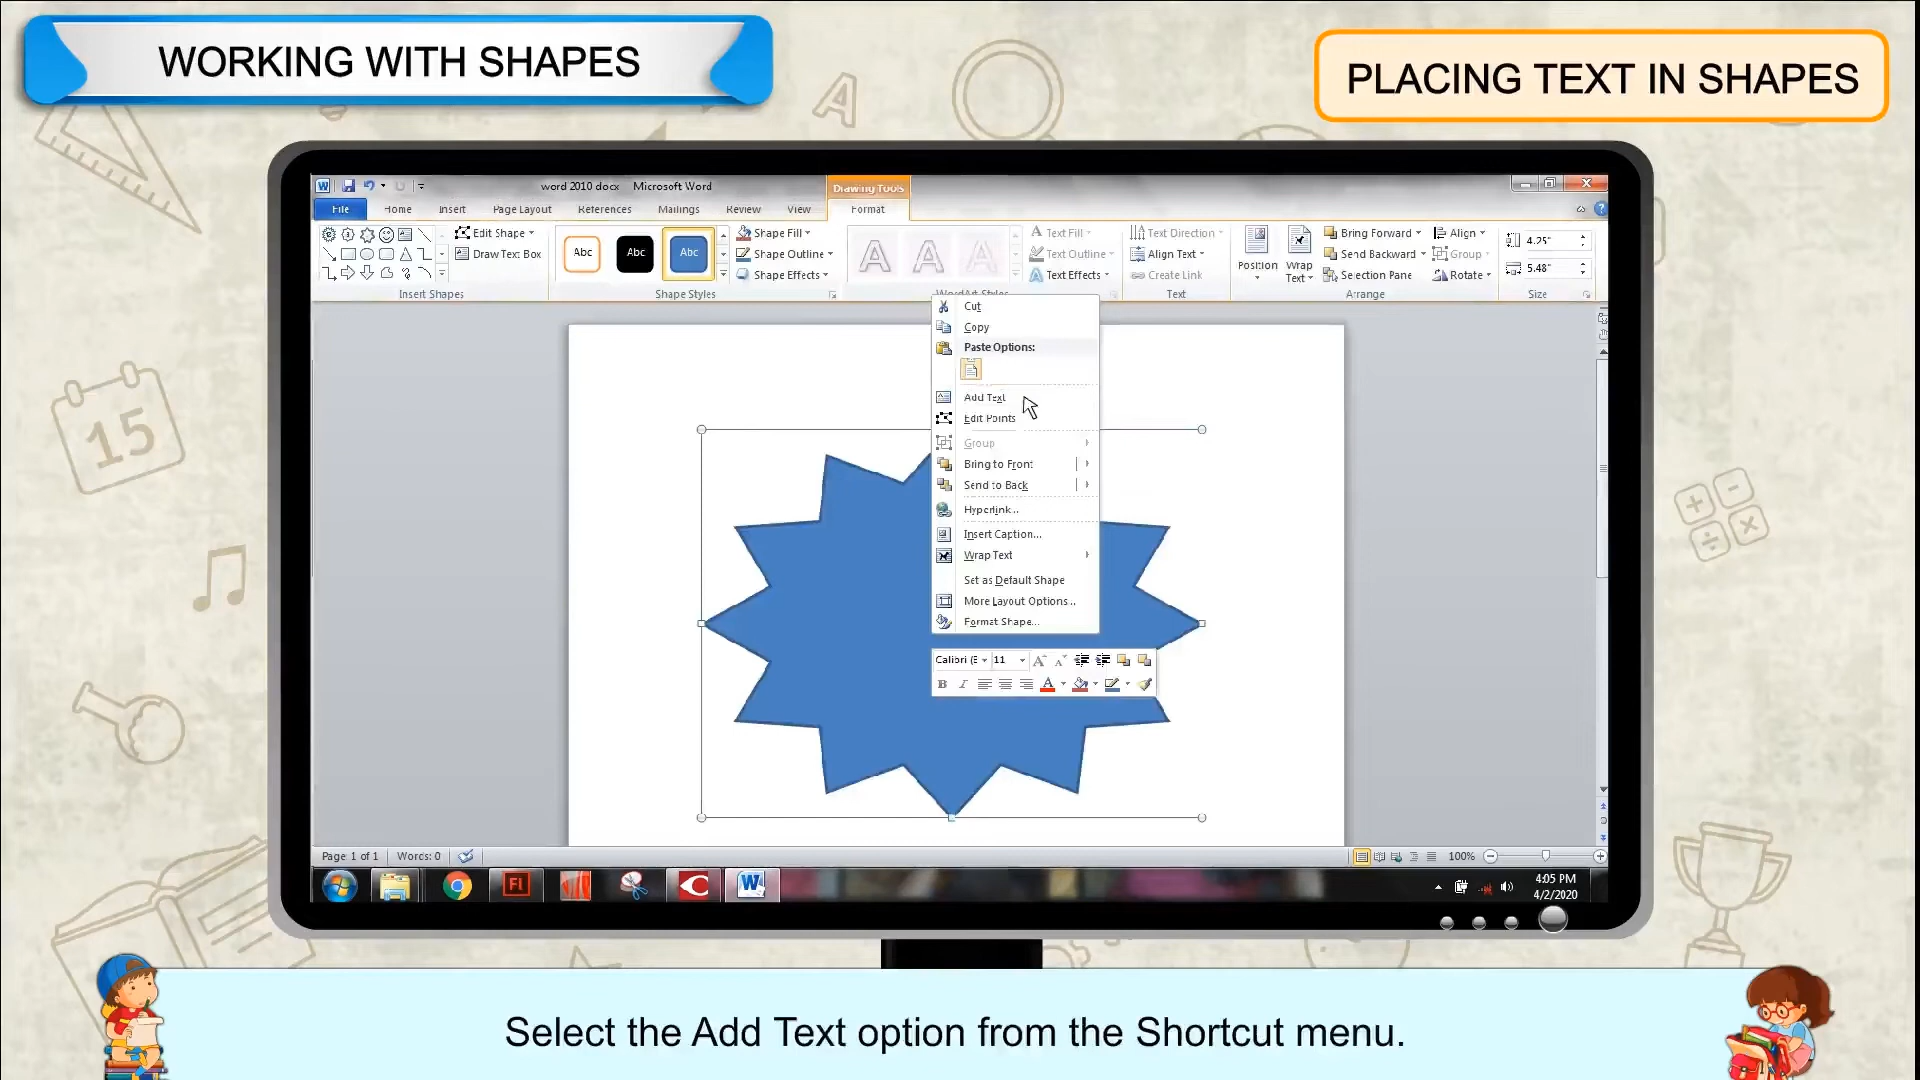 WORKING WITH SHAPES
PLACING TEXT IN SHAPES
word 2010.docx Microsoft Word
Drawing Tools
File Home Insert Page Layout References Mailings Review View Format
Edit Shape
Draw Text Box
Insert Shapes
Abc Abc Abc
Shape Fill
Shape Outline
Shape Effects
Shape Styles
A A A
Text Fill
Text Outline
Text Effects
WordArt Styles
Text Direction
Align Text
Create Link
Text
Position
Wrap
Text
Bring Forward
Send Backward
Selection Pane
Align
Group
Rotate
Arrange
4.25"
5.48"
Size
Cut
Copy
Paste Options:
Add Text
Edit Points
Group
Bring to Front
Send to Back
Hyperlink...
Insert Caption...
Wrap Text
Set as Default Shape
More Layout Options...
Format Shape...
Calibri (E 11
B I A
Page: 1 of 1 Words: 0
100%
Fl
4:05 PM
4/2/2020
15
Select the Add Text option from the Shortcut menu.